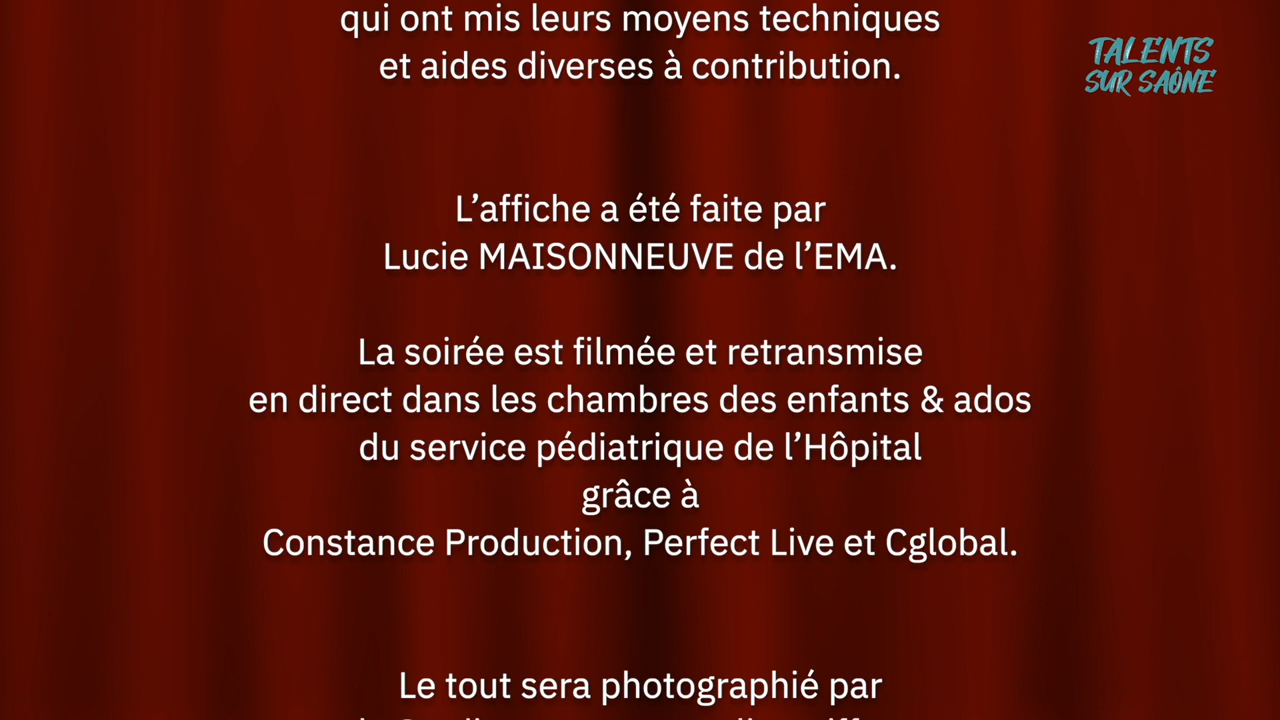 qui ont mis leurs moyens techniques
et aides diverses à contribution.
TALENTS
SUR SAÔNE
L’affiche a été faite par
Lucie MAISONNEUVE de l’EMA.
La soirée est filmée et retransmise
en direct dans les chambres des enfants & ados
du service pédiatrique de l’Hôpital
grâce à
Constance Production, Perfect Live et Cglobal.
Le tout sera photographié par